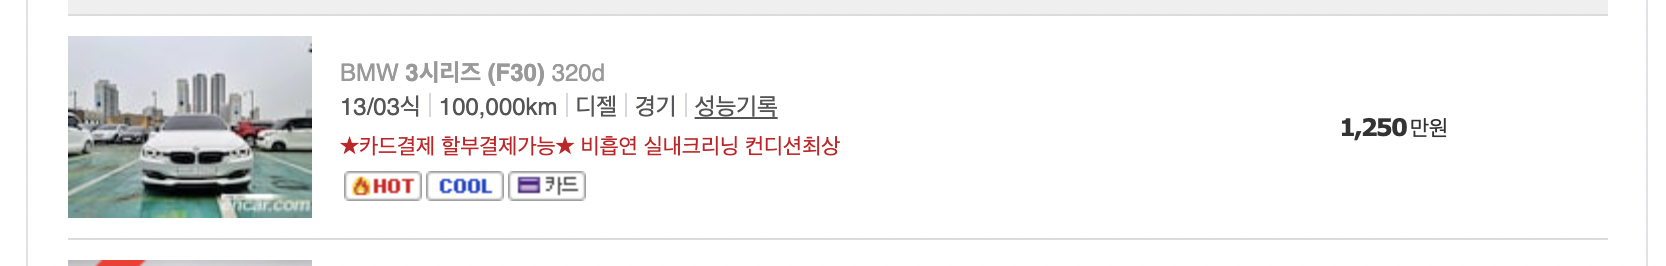 BMW 3시리즈 (F30) 320d
13/03식 | 100,000km | 디젤 | 경기 | 성능기록
★카드결제 할부결제가능★ 비흡연 실내크리닝 컨디션최상
HOT COOL 카드
1,250만원
encar.com